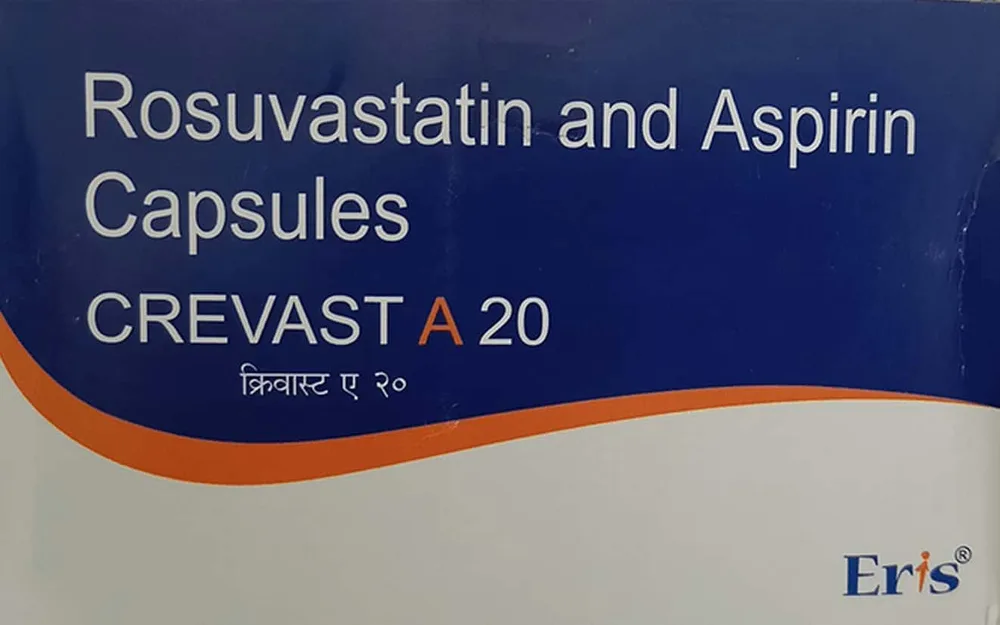 Rosuvastatin and Aspirin
Capsules
CREVAST A 20
क्रिवास्ट ए २०
Eris®